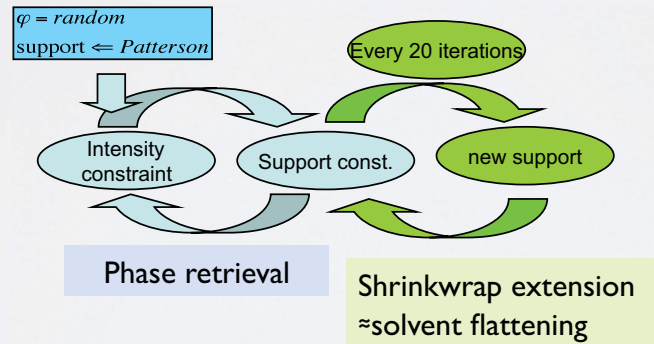 φ = random
support ⇐ Patterson
Every 20 iterations
Intensity
constraint
Support const.
new support
Phase retrieval
Shrinkwrap extension
≈solvent flattening